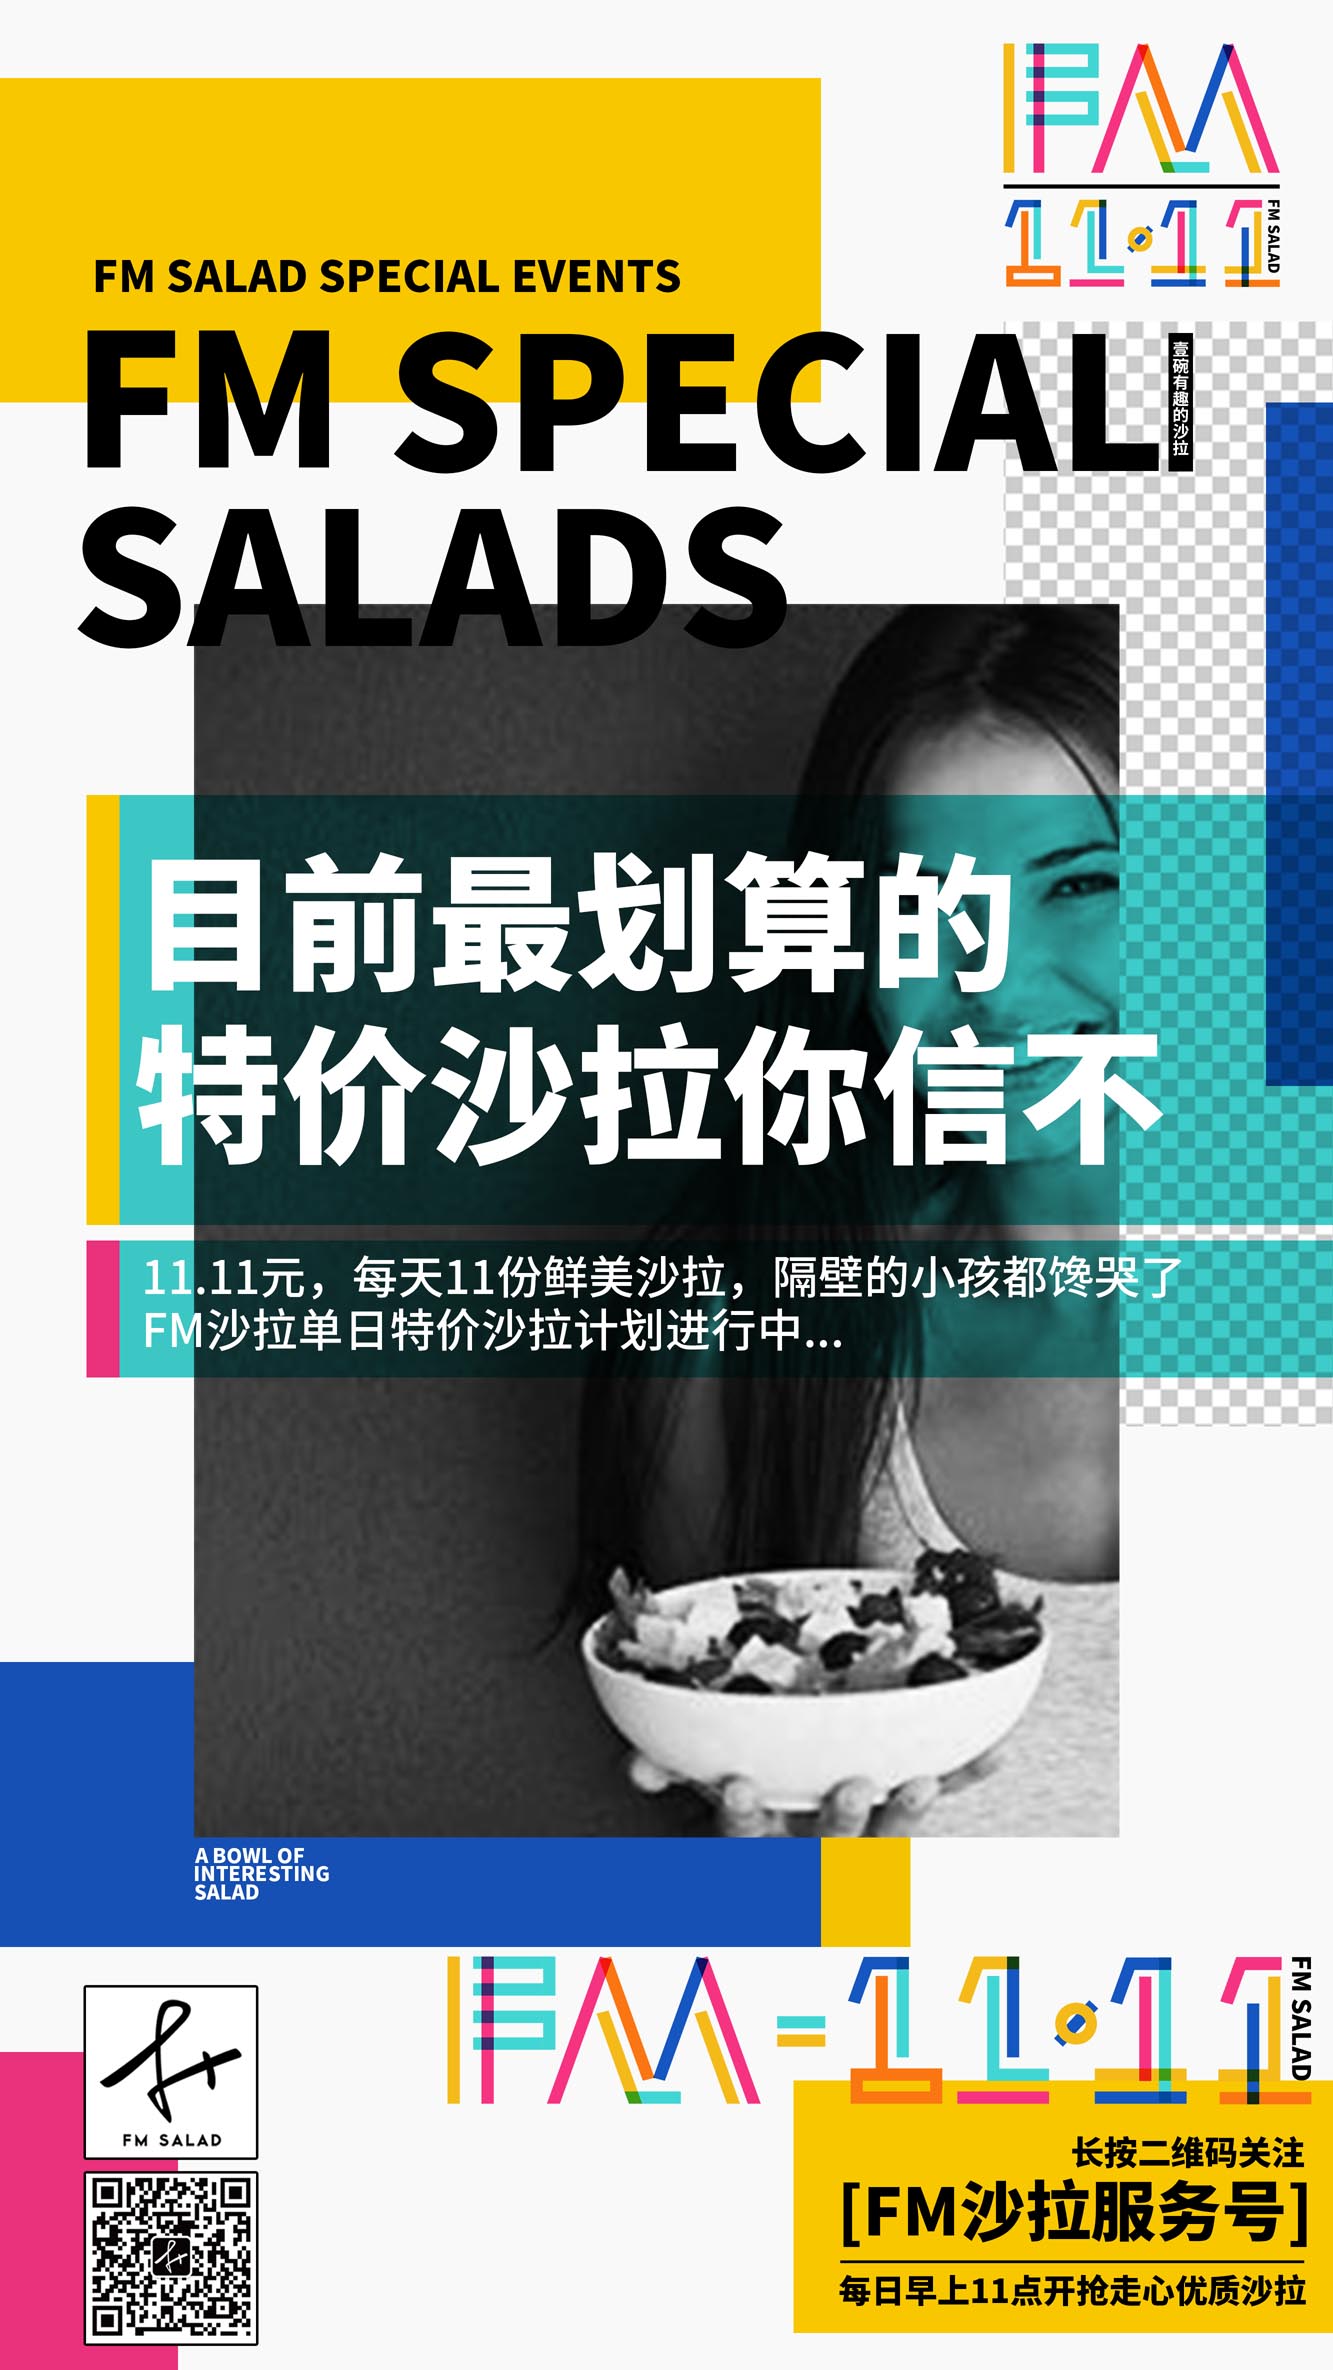 FM
11·11
FM SALAD
FM SALAD SPECIAL EVENTS
FM SPECIAL
壹碗有趣的沙拉
SALADS
目前最划算的
特价沙拉你信不
11.11元，每天11份鲜美沙拉，隔壁的小孩都馋哭了
FM沙拉单日特价沙拉计划进行中...
A BOWL OF
INTERESTING
SALAD
FM=11·11
FM SALAD
FM SALAD
长按二维码关注
[FM沙拉服务号]
每日早上11点开抢走心优质沙拉